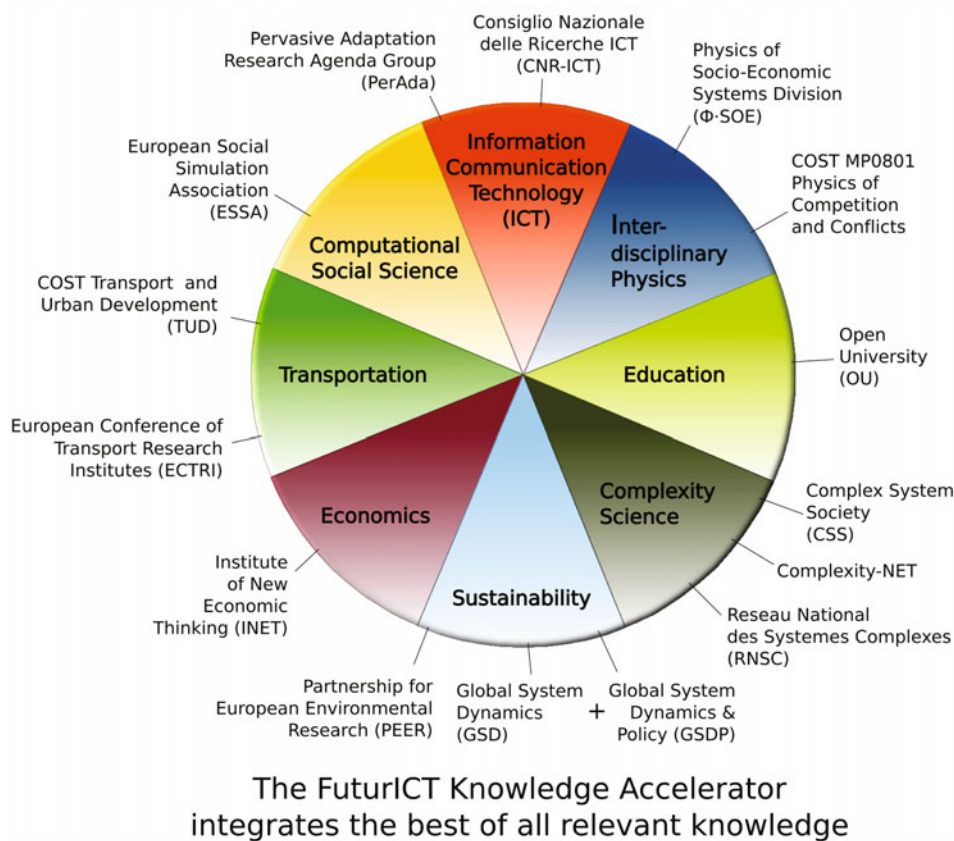 Consiglio Nazionale
delle Ricerche ICT
(CNR-ICT)
Pervasive Adaptation
Research Agenda Group
(PerAda)
Physics of
Socio-Economic
Systems Division
(Φ·SOE)
European Social
Simulation
Association
(ESSA)
COST MP0801
Physics of
Competition
and Conflicts
Information
Communication
Technology
(ICT)
Inter-
disciplinary
Physics
Computational
Social Science
COST Transport and
Urban Development
(TUD)
Transportation
Education
Open
University
(OU)
European Conference of
Transport Research
Institutes (ECTRI)
Economics
Complexity
Science
Complex System
Society
(CSS)
Institute
of New
Economic
Thinking (INET)
Sustainability
Complexity-NET
Reseau National
des Systemes Complexes
(RNSC)
Partnership for
European Environmental
Research (PEER)
Global System
Dynamics
(GSD)
+
Global System
Dynamics &
Policy (GSDP)
The FuturICT Knowledge Accelerator
integrates the best of all relevant knowledge